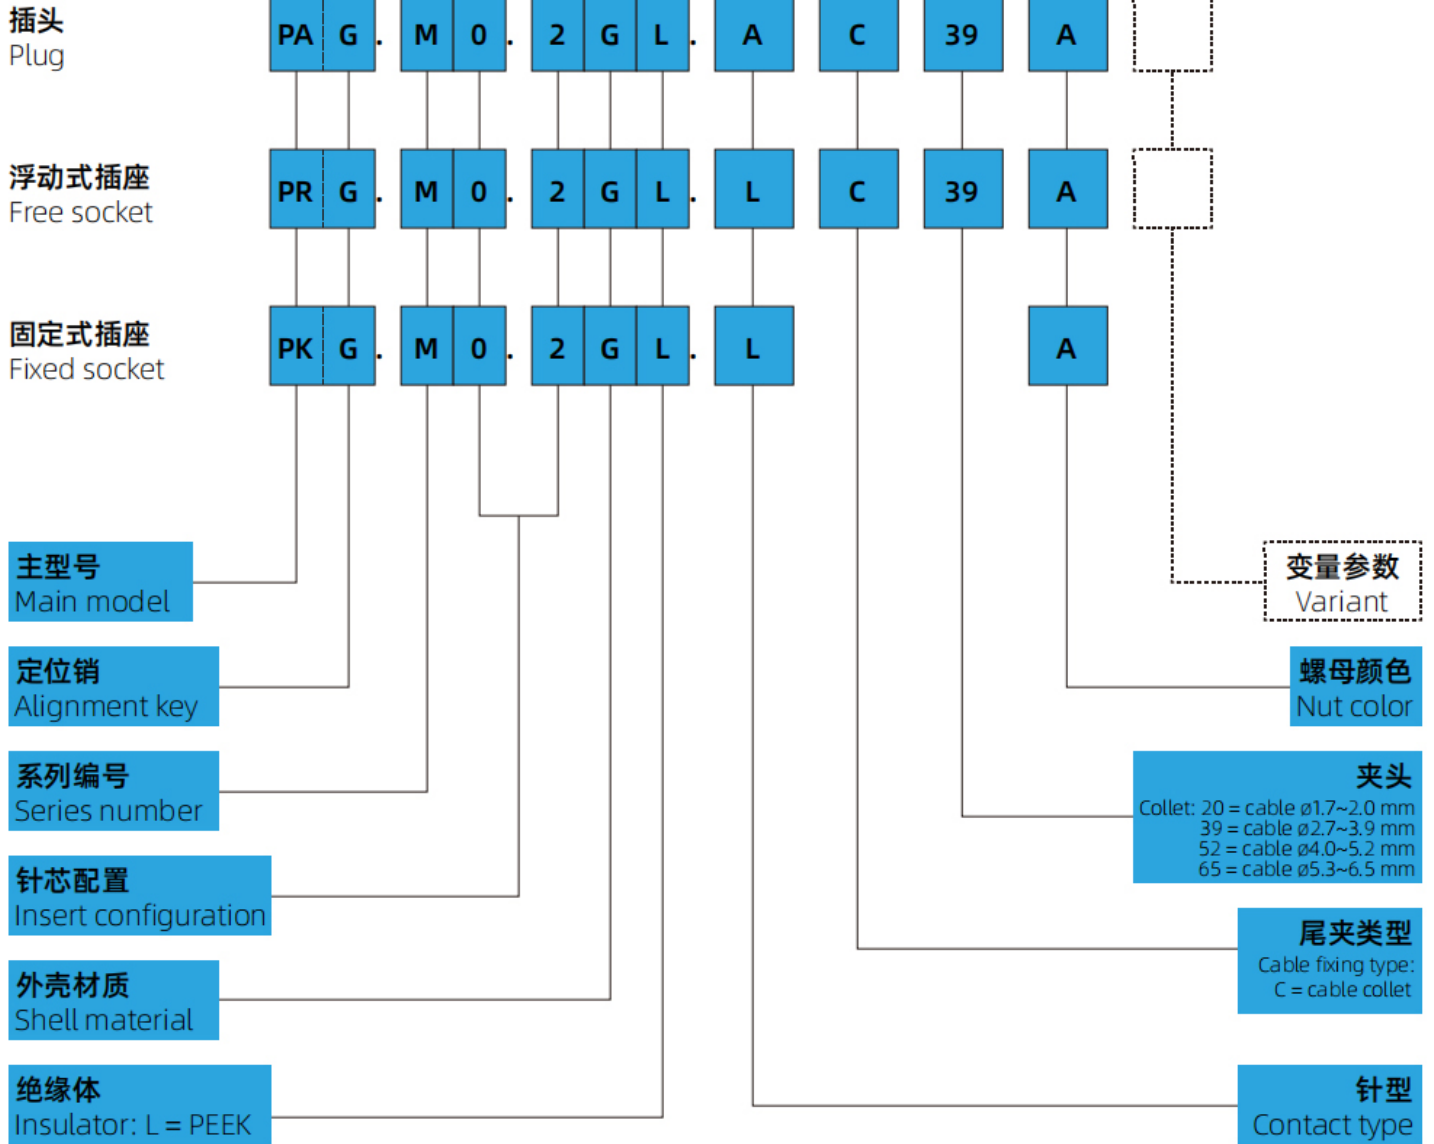 插头
Plug
PA G . M 0 . 2 G L . A C 39 A
浮动式插座
Free socket
PR G . M 0 . 2 G L . L C 39 A
固定式插座
Fixed socket
PK G . M 0 . 2 G L . L A
主型号
Main model
变量参数
Variant
定位销
Alignment key
螺母颜色
Nut color
系列编号
Series number
夹头
Collet: 20 = cable ø1.7~2.0 mm
39 = cable ø2.7~3.9 mm
52 = cable ø4.0~5.2 mm
65 = cable ø5.3~6.5 mm
针芯配置
Insert configuration
尾夹类型
Cable fixing type:
C = cable collet
外壳材质
Shell material
绝缘体
Insulator: L = PEEK
针型
Contact type